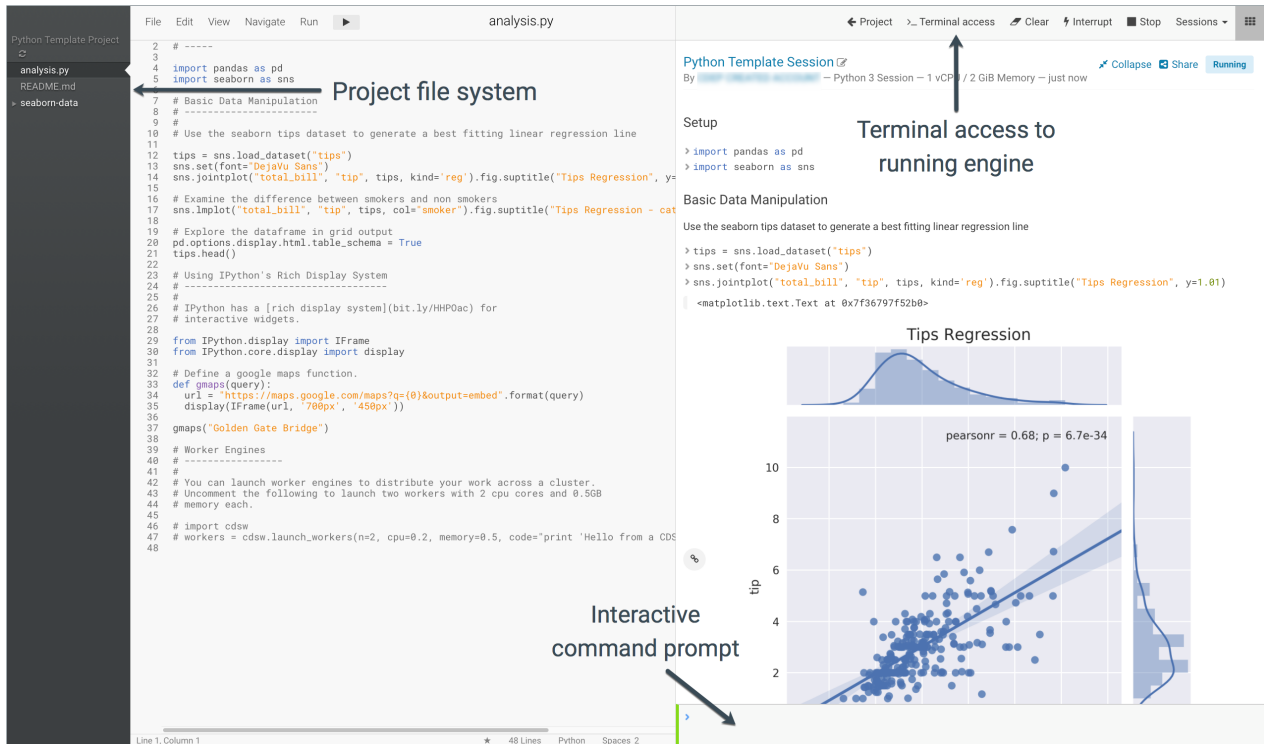 File Edit View Navigate Run
analysis.py
Project
>_ Terminal access
Clear
Interrupt
Stop
Sessions
Python Template Project
analysis.py
README.md
seaborn-data
Project file system
2 # -----
3
4 import pandas as pd
5 import seaborn as sns
7 # Basic Data Manipulation
8 # -----------------------
9 #
10 # Use the seaborn tips dataset to generate a best fitting linear regression line
11
12 tips = sns.load_dataset("tips")
13 sns.set(font="DejaVu Sans")
14 sns.jointplot("total_bill", "tip", tips, kind='reg').fig.suptitle("Tips Regression", y=
15
16 # Examine the difference between smokers and non smokers
17 sns.lmplot("total_bill", "tip", tips, col="smoker").fig.suptitle("Tips Regression - cat
18
19 # Explore the dataframe in grid output
20 pd.options.display.html.table_schema = True
21 tips.head()
22
23 # Using IPython's Rich Display System
24 # -----------------------------------
25 #
26 # IPython has a [rich display system](bit.ly/HHPOac) for
27 # interactive widgets.
28
29 from IPython.display import IFrame
30 from IPython.core.display import display
31
32 # Define a google maps function.
33 def gmaps(query):
34 url = "https://maps.google.com/maps?q={0}&output=embed".format(query)
35 display(IFrame(url, '700px', '450px'))
36
37 gmaps("Golden Gate Bridge")
38
39 # Worker Engines
40 # -----------------
41 #
42 # You can launch worker engines to distribute your work across a cluster.
43 # Uncomment the following to launch two workers with 2 cpu cores and 0.5GB
44 # memory each.
45
46 # import cdsw
47 # workers = cdsw.launch_workers(n=2, cpu=0.2, memory=0.5, code="print 'Hello from a CDS
48
Line 1, Column 1
★ 48 Lines Python Spaces 2
Python Template Session
Collapse Share Running
By — Python 3 Session — 1 vCPU / 2 GiB Memory — just now
Terminal access to
running engine
Setup
> import pandas as pd
> import seaborn as sns
Basic Data Manipulation
Use the seaborn tips dataset to generate a best fitting linear regression line
> tips = sns.load_dataset("tips")
> sns.set(font="DejaVu Sans")
> sns.jointplot("total_bill", "tip", tips, kind='reg').fig.suptitle("Tips Regression", y=1.01)
<matplotlib.text.Text at 0x7f36797f52b0>
Tips Regression
pearsonr = 0.68; p = 6.7e-34
10
8
6
4
2
tip
Interactive
command prompt
>